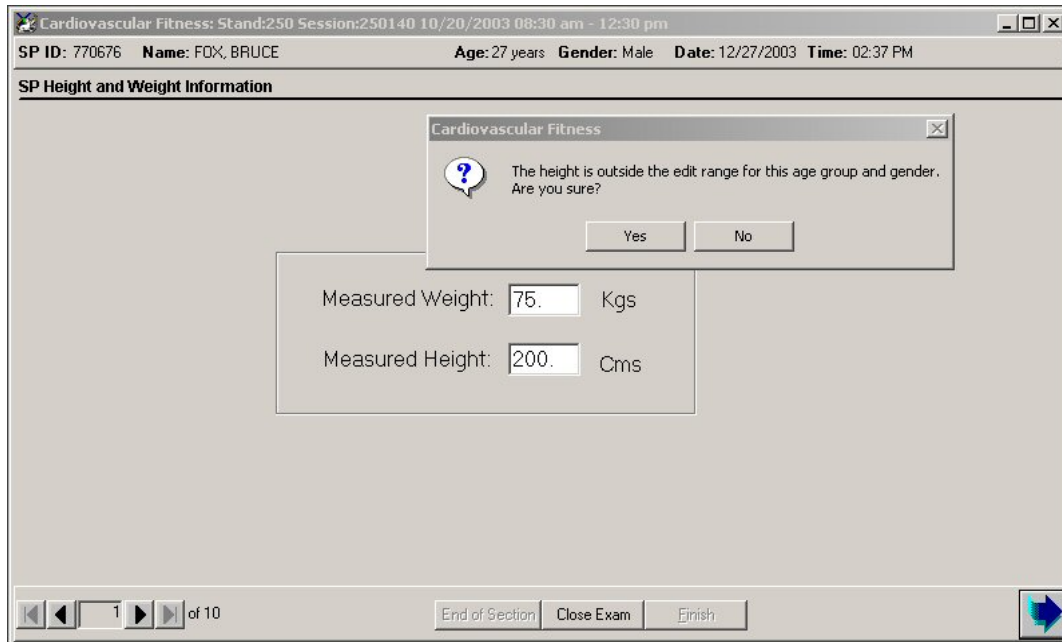 Cardiovascular Fitness: Stand:250 Session:250140 10/20/2003 08:30 am - 12:30 pm
SP ID: 770676 Name: FOX, BRUCE Age: 27 years Gender: Male Date: 12/27/2003 Time: 02:37 PM
SP Height and Weight Information
Cardiovascular Fitness
?
The height is outside the edit range for this age group and gender.
Are you sure?
Yes No
Measured Weight: 75. Kgs
Measured Height: 200. Cms
1 of 10 End of Section Close Exam Finish